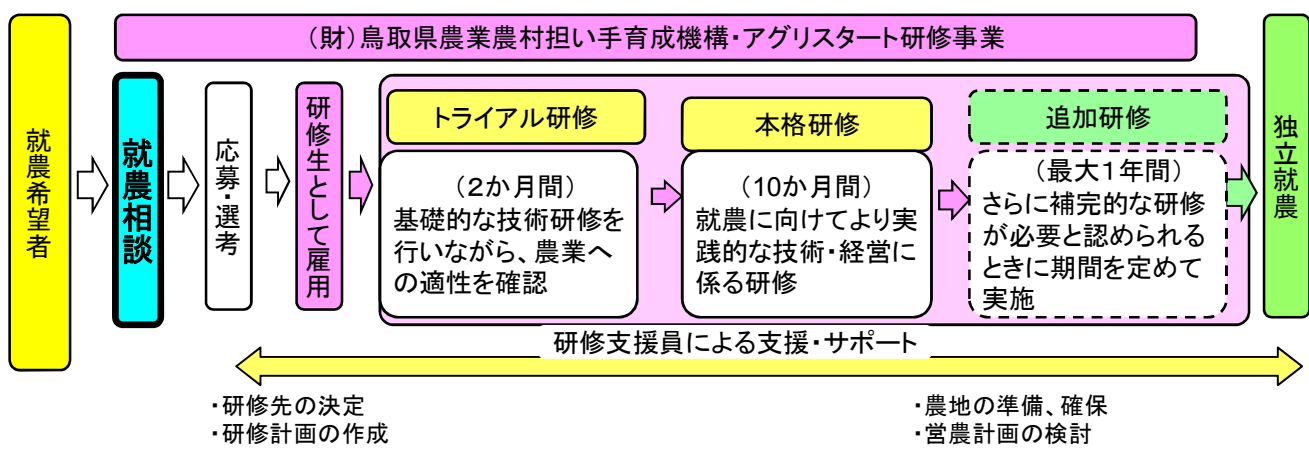 (財)鳥取県農業農村担い手育成機構・アグリスタート研修事業
就農希望者
就農相談
応募・選考
研修生として雇用
トライアル研修
(2か月間)
基礎的な技術研修を
行いながら、農業へ
の適性を確認
本格研修
(10か月間)
就農に向けてより実
践的な技術・経営に
係る研修
追加研修
(最大1年間)
さらに補完的な研修
が必要と認められる
ときに期間を定めて
実施
独立就農
研修支援員による支援・サポート
・研修先の決定
・研修計画の作成
・農地の準備、確保
・営農計画の検討